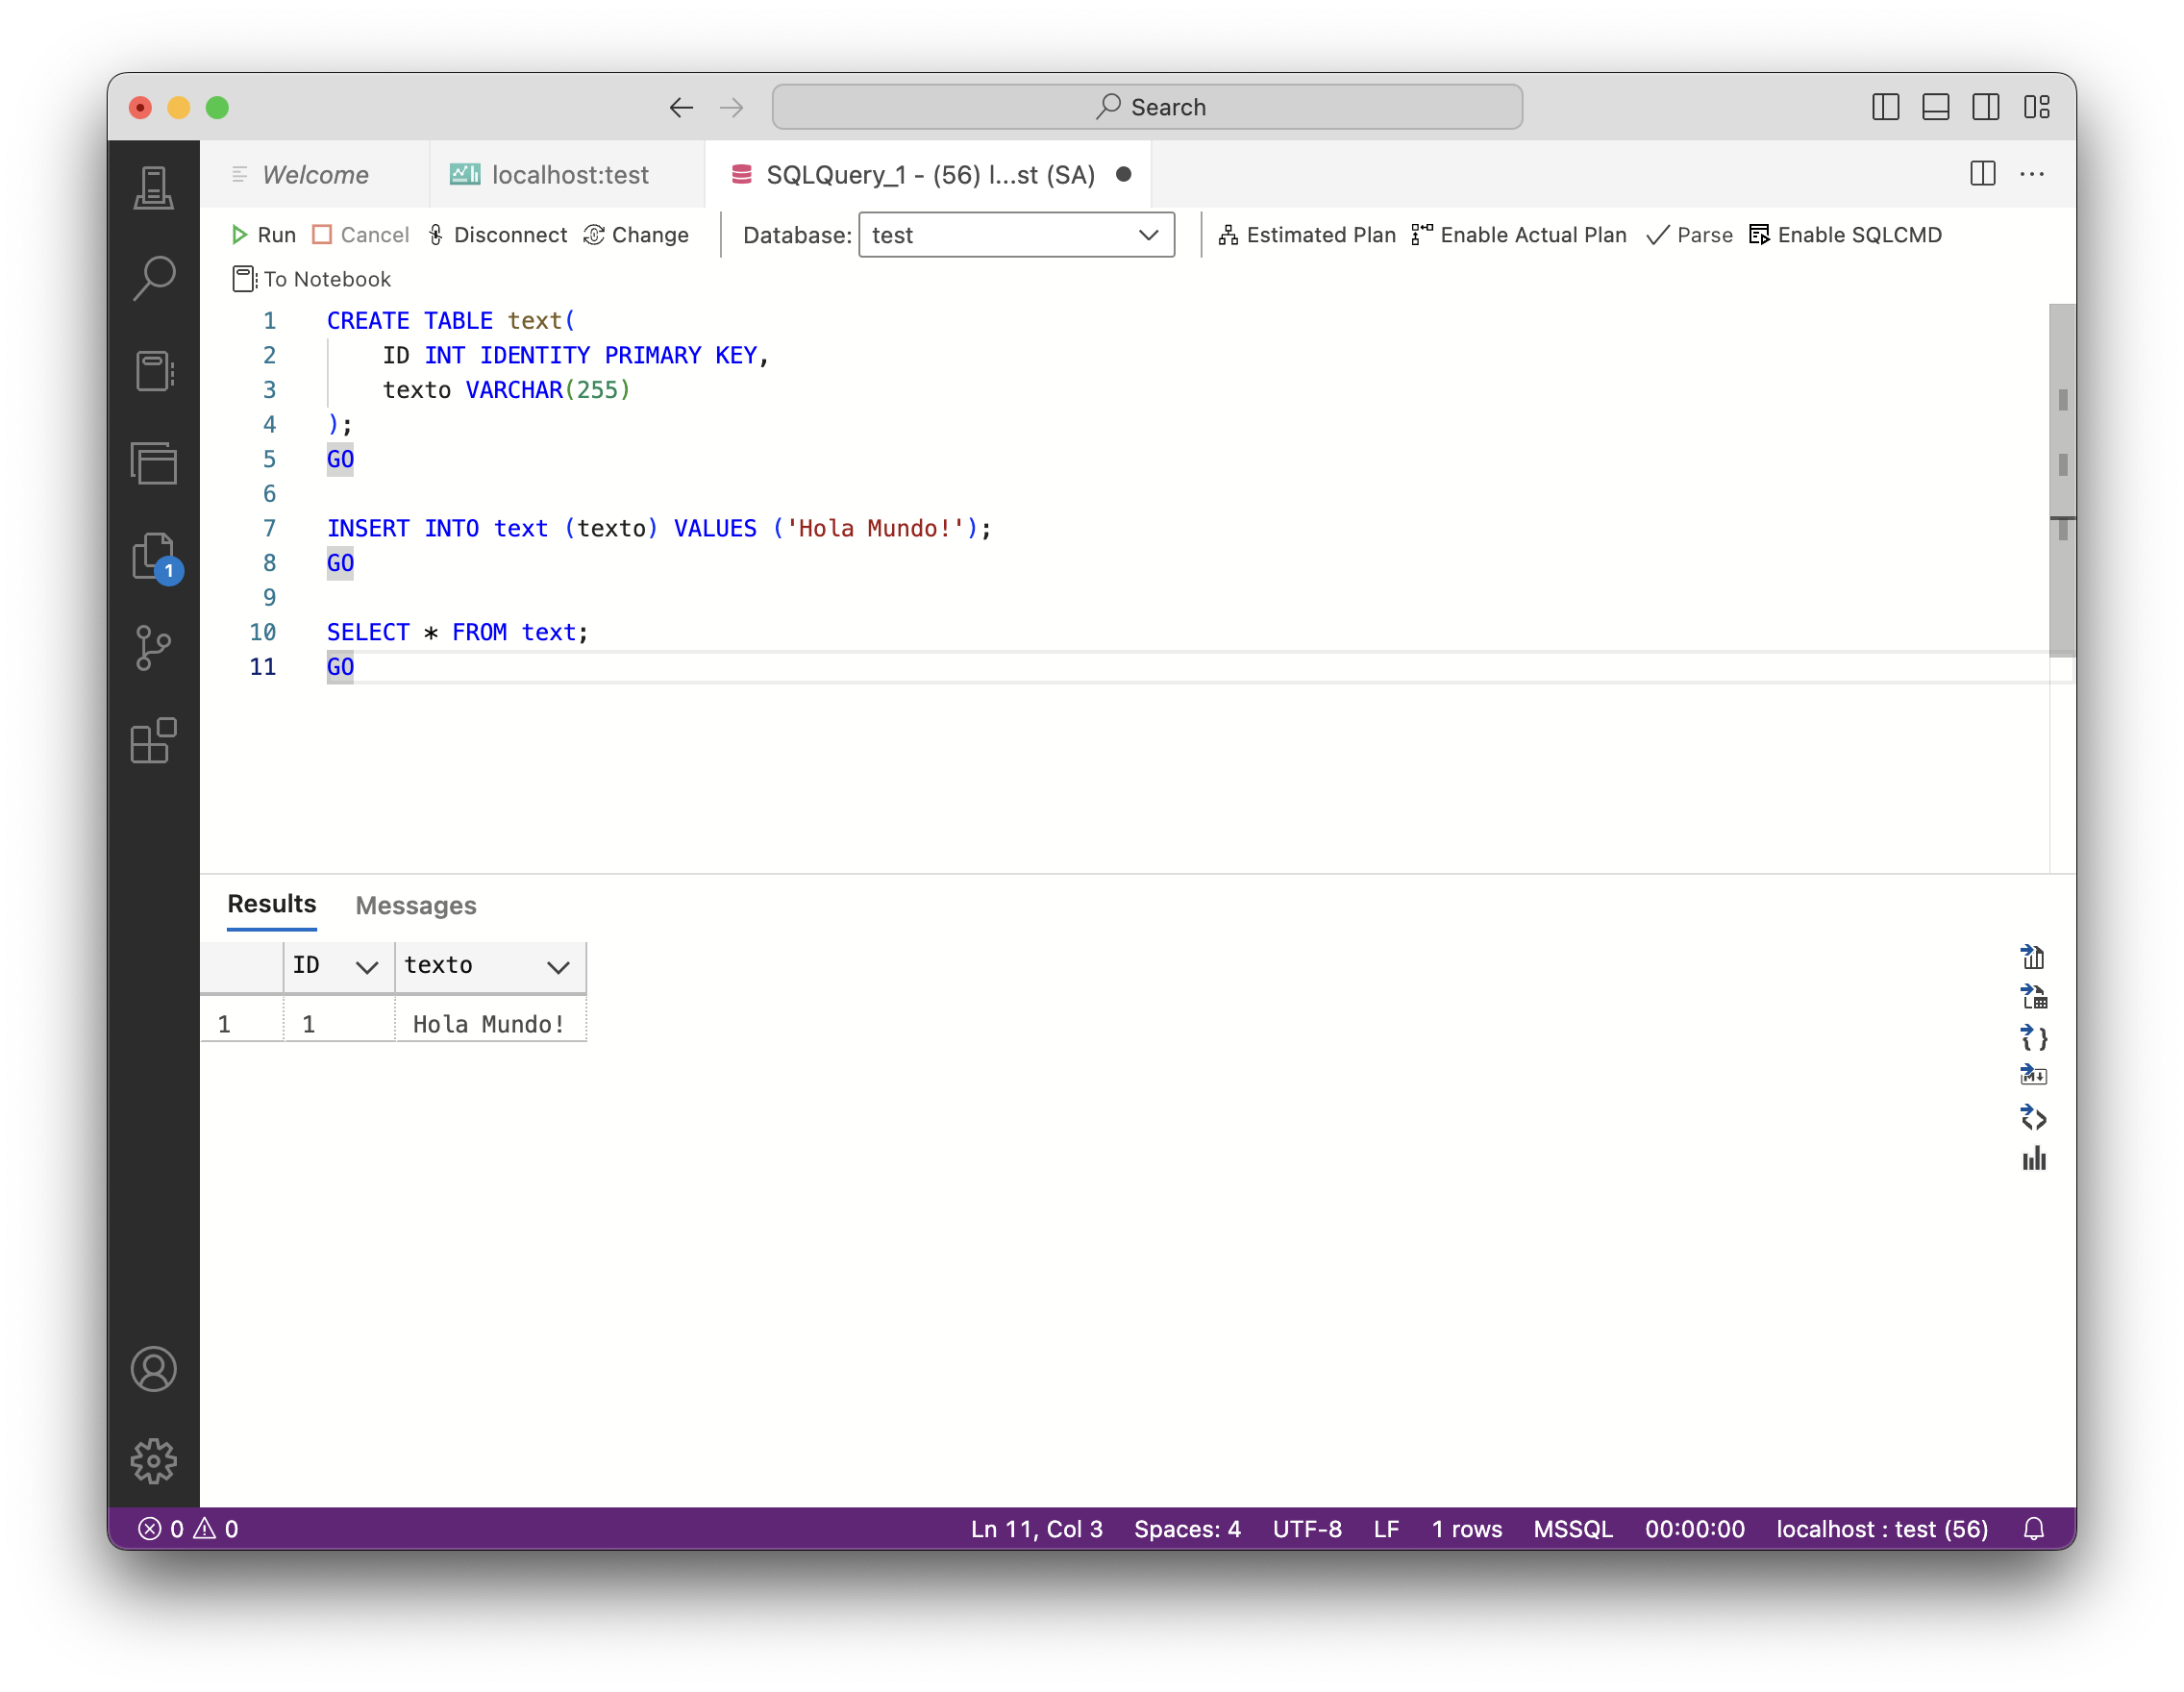 Search
Welcome
localhost:test
SQLQuery_1 - (56) l...st (SA)
Run Cancel Disconnect Change Database: test Estimated Plan Enable Actual Plan Parse Enable SQLCMD
To Notebook
1 CREATE TABLE text(
2 ID INT IDENTITY PRIMARY KEY,
3 texto VARCHAR(255)
4 );
5 GO
6
7 INSERT INTO text (texto) VALUES ('Hola Mundo!');
8 GO
9
10 SELECT * FROM text;
11 GO
1
Results Messages
ID texto
1 1 Hola Mundo!
0 0 Ln 11, Col 3 Spaces: 4 UTF-8 LF 1 rows MSSQL 00:00:00 localhost : test (56)